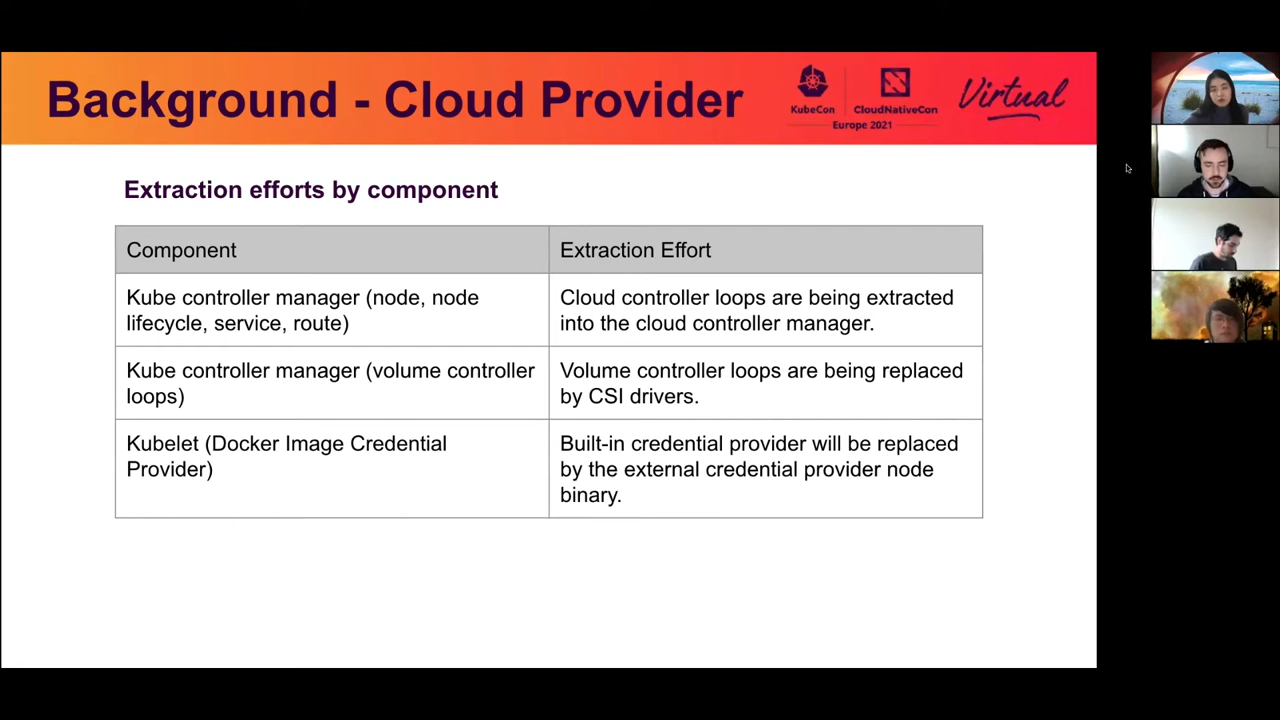 Background - Cloud Provider
KubeCon
CloudNativeCon
Europe 2021
Virtual
Extraction efforts by component
Component
Extraction Effort
Kube controller manager (node, node
lifecycle, service, route)
Cloud controller loops are being extracted
into the cloud controller manager.
Kube controller manager (volume controller
loops)
Volume controller loops are being replaced
by CSI drivers.
Kubelet (Docker Image Credential
Provider)
Built-in credential provider will be replaced
by the external credential provider node
binary.